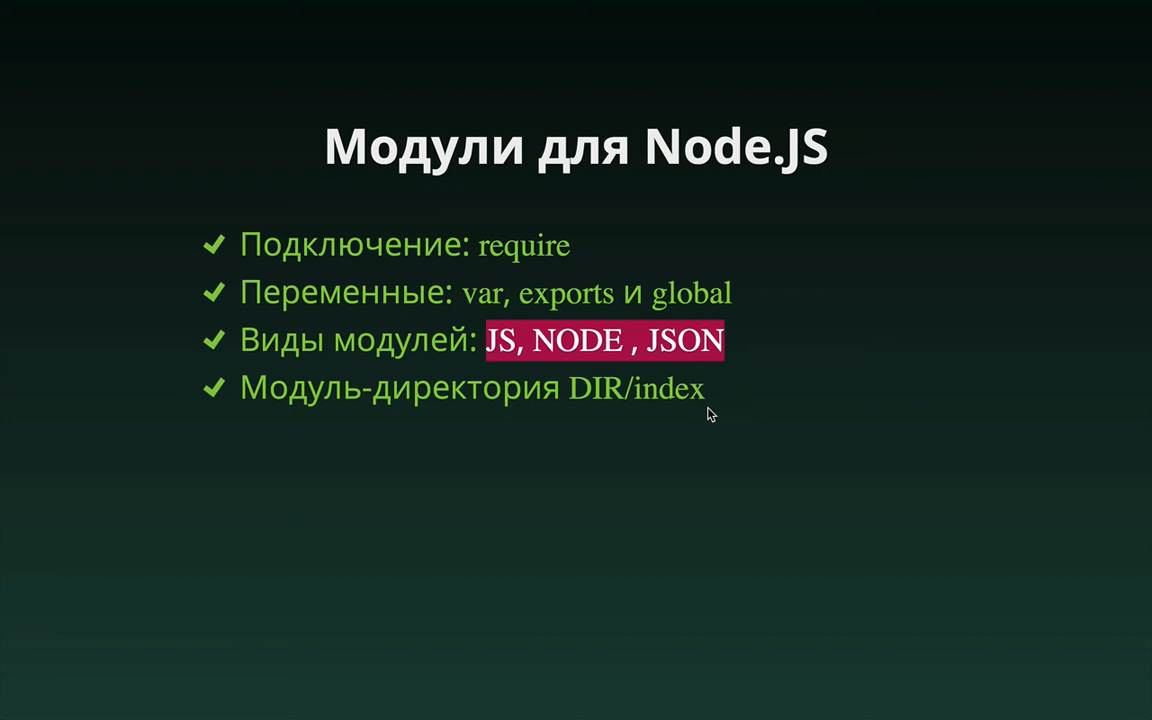 Модули для Node.JS
Подключение: require
Переменные: var, exports и global
Виды модулей: JS, NODE , JSON
Модуль-директория DIR/index